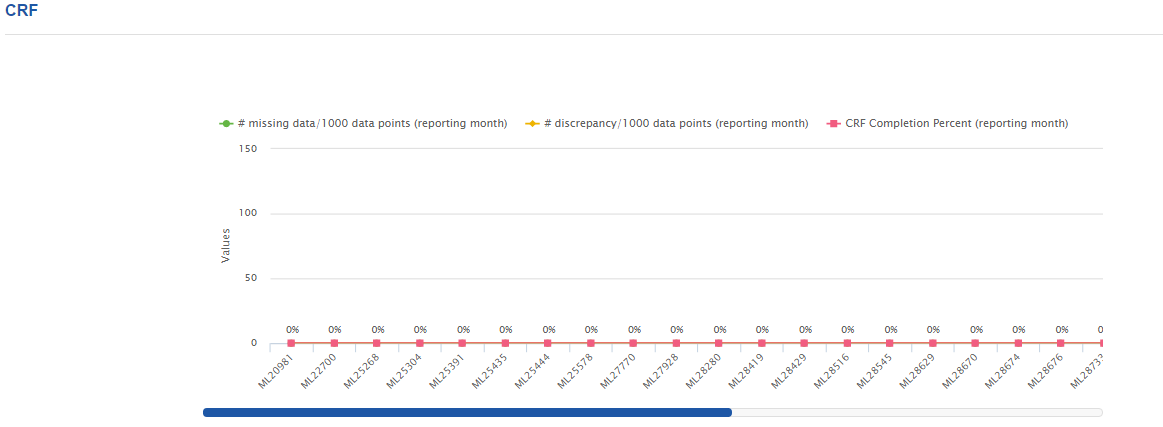 CRF
# missing data/1000 data points (reporting month)
# discrepancy/1000 data points (reporting month)
CRF Completion Percent (reporting month)
150
100
50
0
Values
0% 0% 0% 0% 0% 0% 0% 0% 0% 0% 0% 0% 0% 0% 0% 0% 0% 0% 0% 0
ML20981
ML22700
ML25268
ML25304
ML25391
ML25435
ML25444
ML25578
ML27770
ML27928
ML28280
ML28419
ML28429
ML28516
ML28545
ML28629
ML28670
ML28674
ML28676